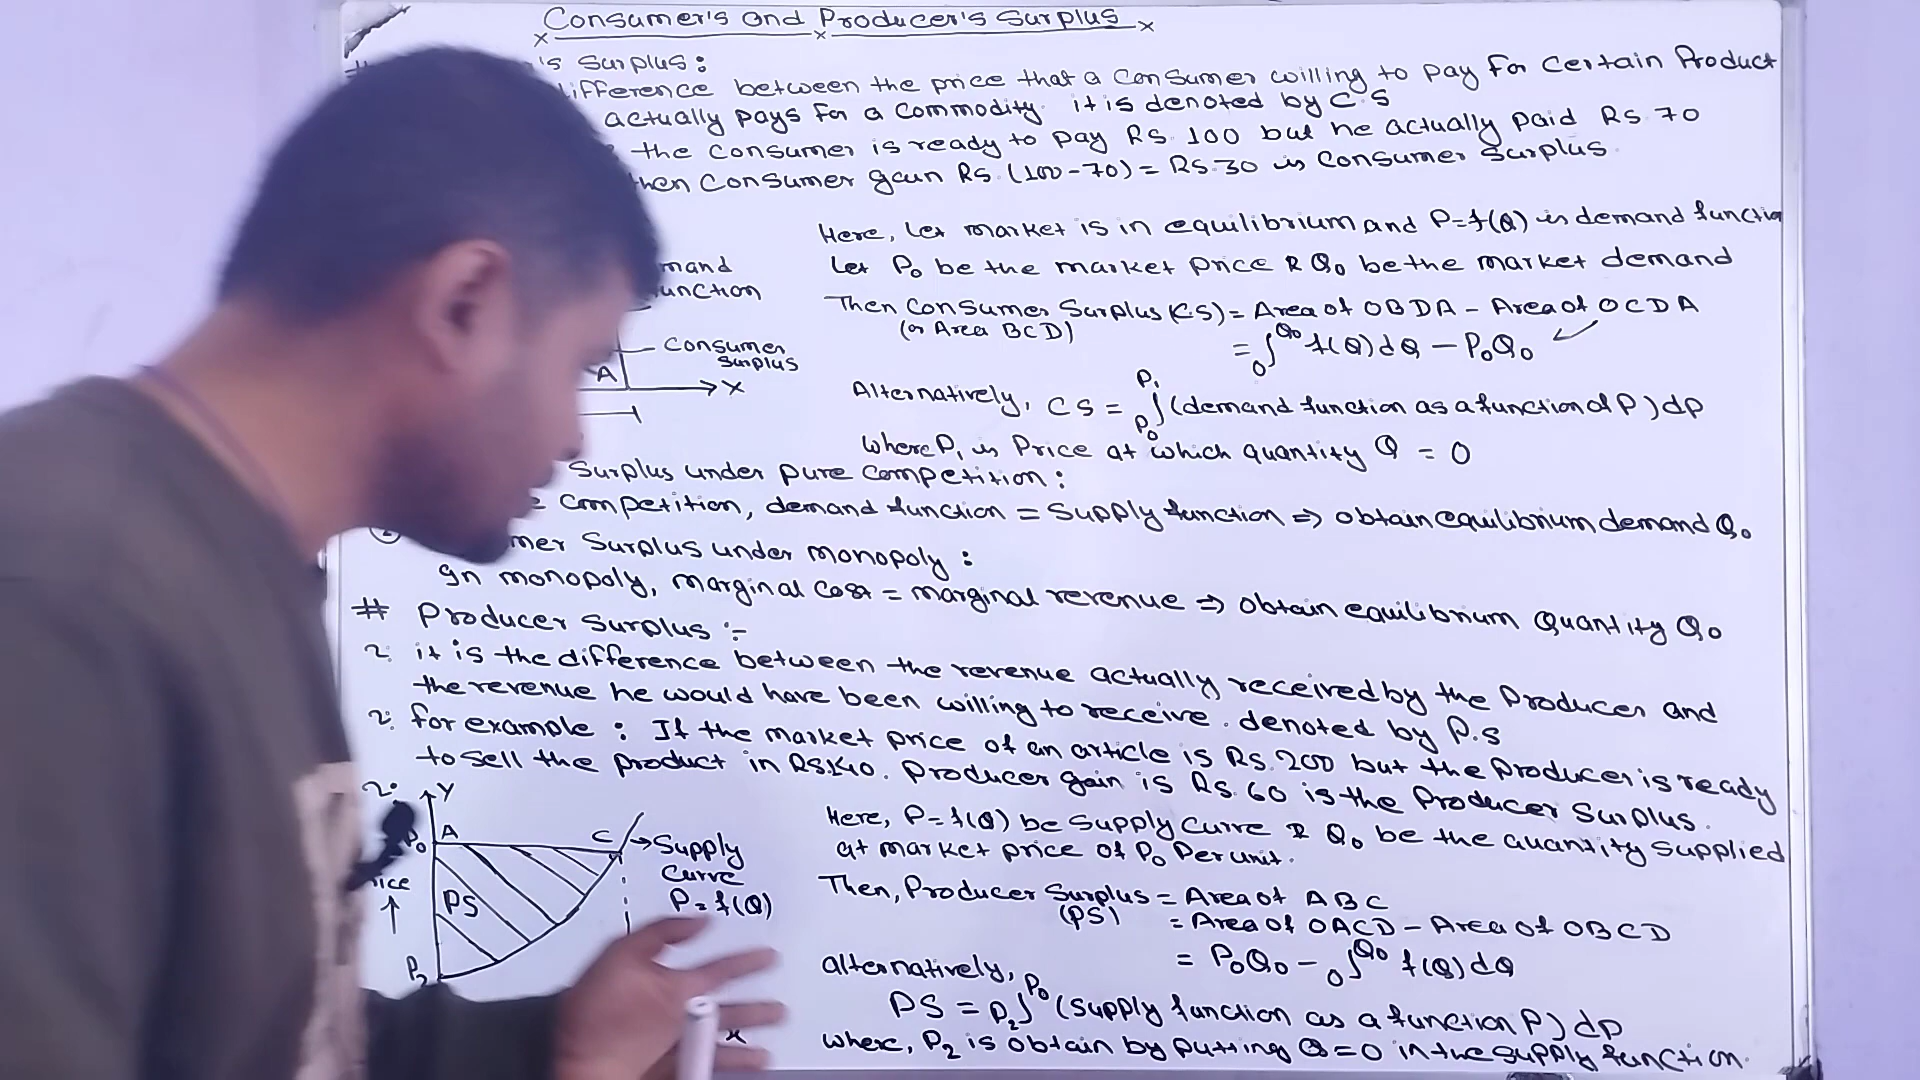 Consumer's and Producer's Surplus
's Surplus:
difference between the price that a Consumer willing to pay for certain Product
actually pays for a Commodity. it is denoted by C.S
the Consumer is ready to pay Rs. 100 but he actually paid Rs 70
then Consumer gain Rs. (100-70) = Rs.30 is Consumer Surplus.
Here, Let market is in equilibrium and P=f(Q) is demand function
Let P₀ be the market price & Q₀ be the market demand
Then Consumer Surplus (CS) = Area of OBDA - Area of OCDA
(or Area BCD)
= ₀∫^Q₀ f(Q)dQ - P₀Q₀
Consumer Surplus
A
X
Alternatively, CS = P₀∫^P₁ (demand function as a function of P) dp
where P₁ is Price at which quantity Q = 0
Surplus under pure Competition:
Competition, demand function = Supply function ⇒ obtain equilibrium demand Q₀
mer Surplus under monopoly:
In monopoly, marginal cost = marginal revenue ⇒ obtain equilibrium Quantity Q₀
# Producer Surplus :-
it is the difference between the revenue actually received by the Producer and
the revenue he would have been willing to receive. denoted by P.S
for example : If the market price of an article is Rs. 200 but the producer is ready
to sell the product in Rs.140. Producer gain is Rs. 60 is the Producer Surplus.
Y
P₀ A C
Supply Curve P=f(Q)
PS
P₂
x
Here, P=f(Q) be Supply Curve & Q₀ be the quantity supplied
at market price of P₀ Per unit.
Then, Producer Surplus = Area of ABC
(PS) = Area of OACD - Area of OBCD
= P₀Q₀ - ₀∫^Q₀ f(Q)dQ
alternatively,
PS = P₂∫^P₀ (Supply function as a function P) dp
where, P₂ is obtain by putting Q=0 in the supply function.